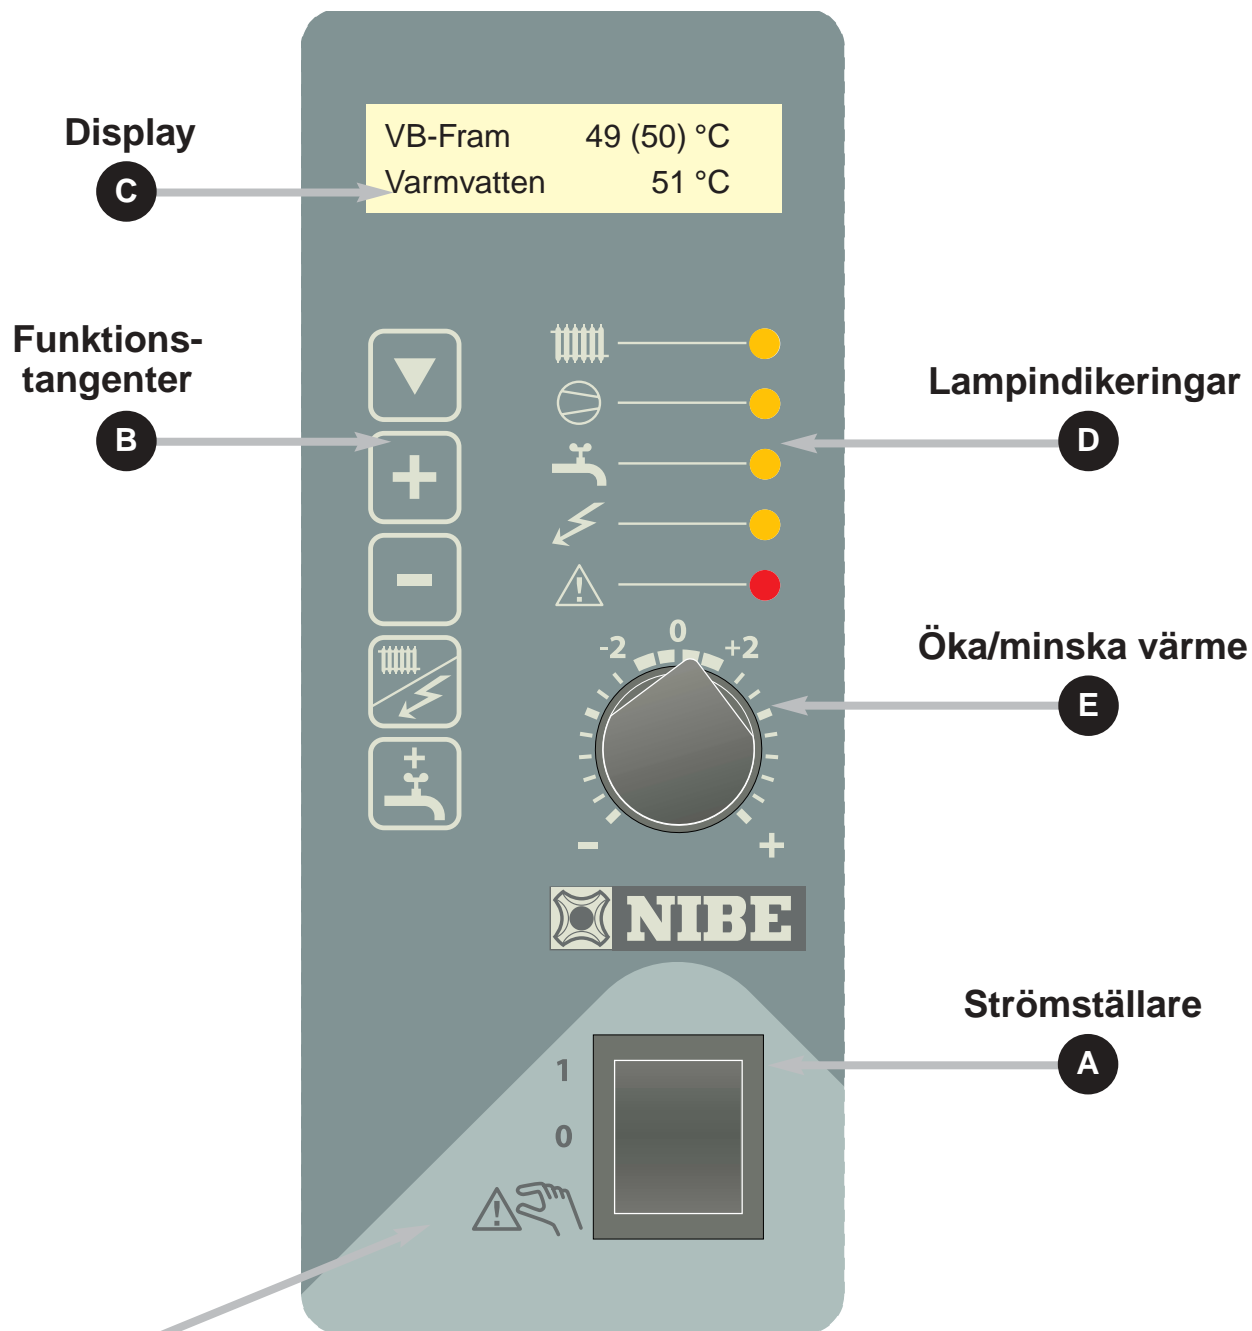 Display
C
VB-Fram 49 (50) °C
Varmvatten 51 °C
Funktions-
tangenter
B
Lampindikeringar
D
-2 0 +2
- +
Öka/minska värme
E
NIBE
Strömställare
A
1
0